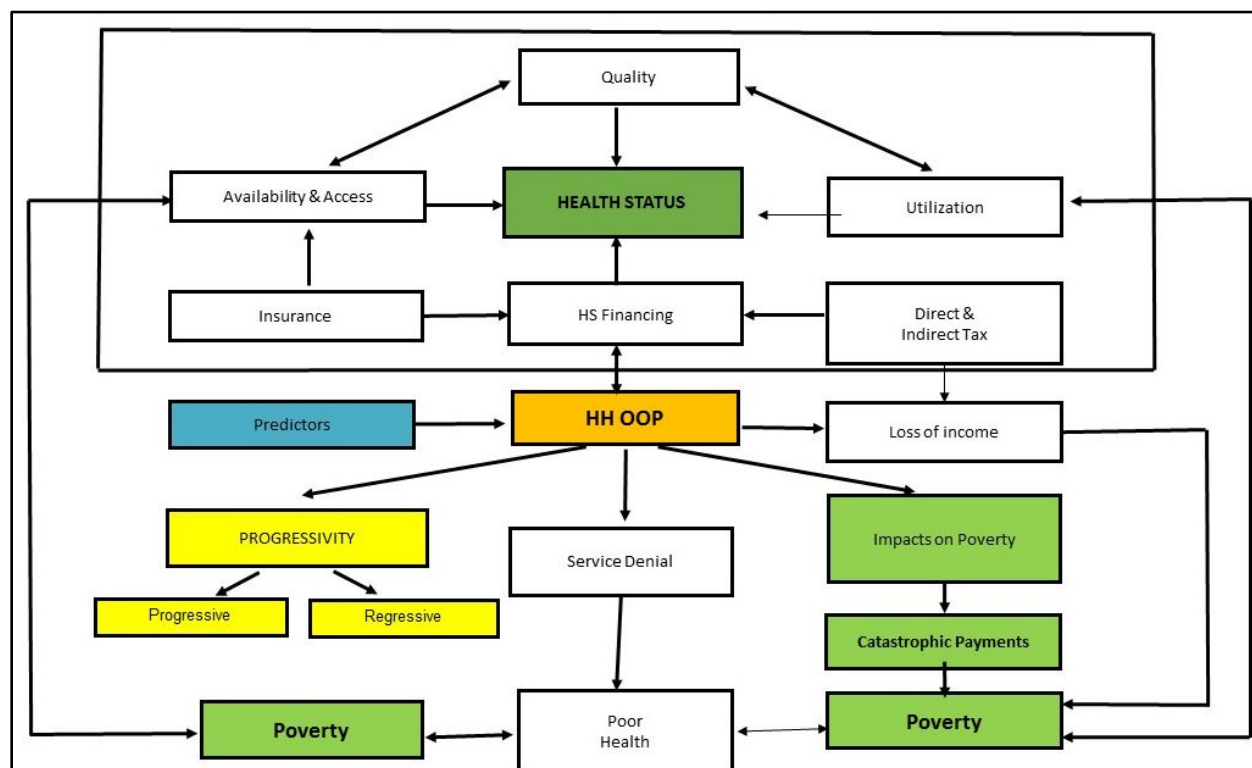 Quality
Availability & Access
HEALTH STATUS
Utilization
Insurance
HS Financing
Direct &
Indirect Tax
Predictors
HH OOP
Loss of income
PROGRESSIVITY
Service Denial
Impacts on Poverty
Progressive
Regressive
Catastrophic Payments
Poverty
Poor
Health
Poverty